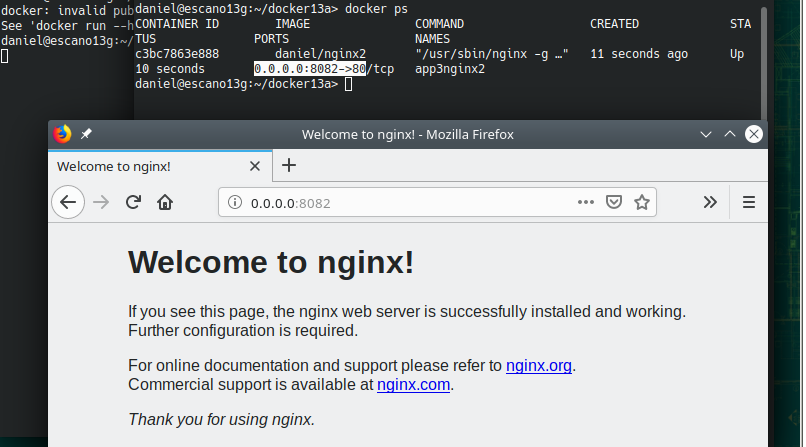 docker: invalid pub
See 'docker run --h
daniel@escano13g:~/
daniel@escano13g:~/docker13a> docker ps
CONTAINER ID IMAGE COMMAND CREATED STA
TUS PORTS NAMES
c3bc7863e888 daniel/nginx2 "/usr/sbin/nginx -g …" 11 seconds ago Up
10 seconds 0.0.0.0:8082->80/tcp app3nginx2
daniel@escano13g:~/docker13a>
Welcome to nginx! - Mozilla Firefox
Welcome to nginx!
0.0.0.0:8082
Welcome to nginx!
If you see this page, the nginx web server is successfully installed and working.
Further configuration is required.
For online documentation and support please refer to nginx.org.
Commercial support is available at nginx.com.
Thank you for using nginx.